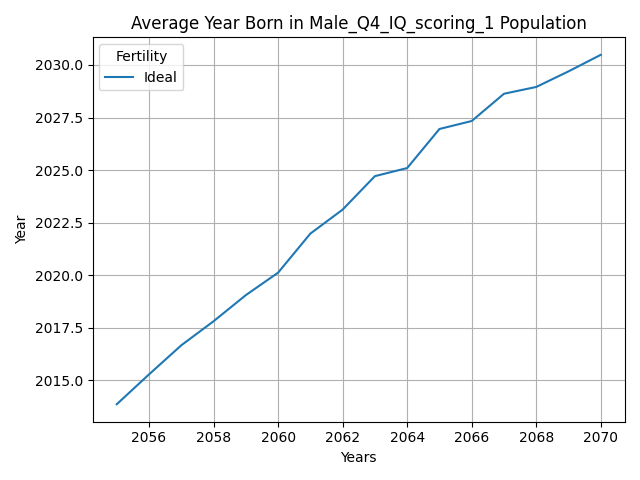 Average Year Born in Male_Q4_IQ_scoring_1 Population
Fertility
Ideal
2030.0
2027.5
2025.0
2022.5
2020.0
2017.5
2015.0
Year
2056 2058 2060 2062 2064 2066 2068 2070
Years